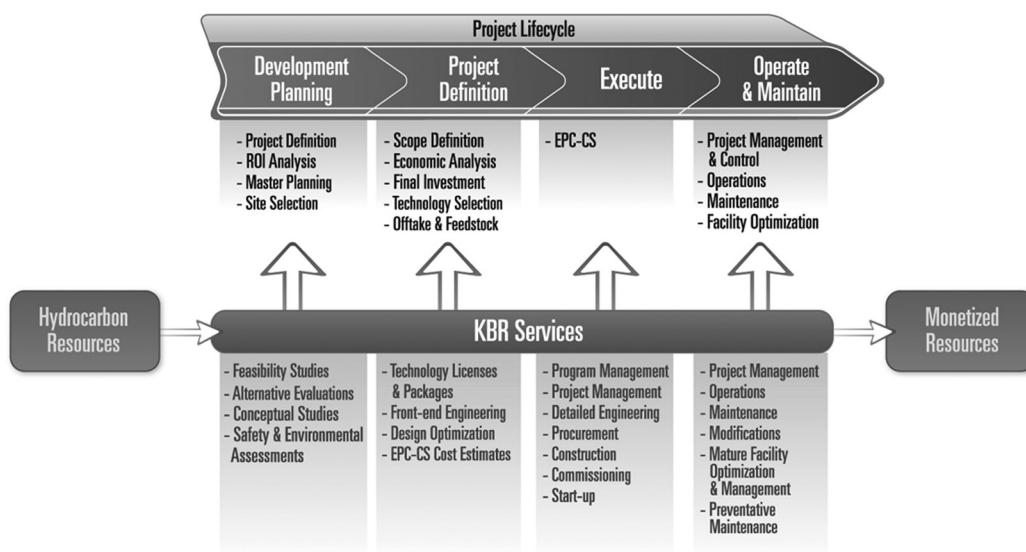 Project Lifecycle
Development
Planning
Project
Definition
Execute
Operate
& Maintain
- Project Definition
- ROI Analysis
- Master Planning
- Site Selection
- Scope Definition
- Economic Analysis
- Final Investment
- Technology Selection
- Offtake & Feedstock
- EPC-CS
- Project Management
& Control
- Operations
- Maintenance
- Facility Optimization
Hydrocarbon
Resources
KBR Services
Monetized
Resources
- Feasibility Studies
- Alternative Evaluations
- Conceptual Studies
- Safety & Environmental
Assessments
- Technology Licenses
& Packages
- Front-end Engineering
- Design Optimization
- EPC-CS Cost Estimates
- Program Management
- Project Management
- Detailed Engineering
- Procurement
- Construction
- Commissioning
- Start-up
- Project Management
- Operations
- Maintenance
- Modifications
- Mature Facility
Optimization
& Management
- Preventative
Maintenance